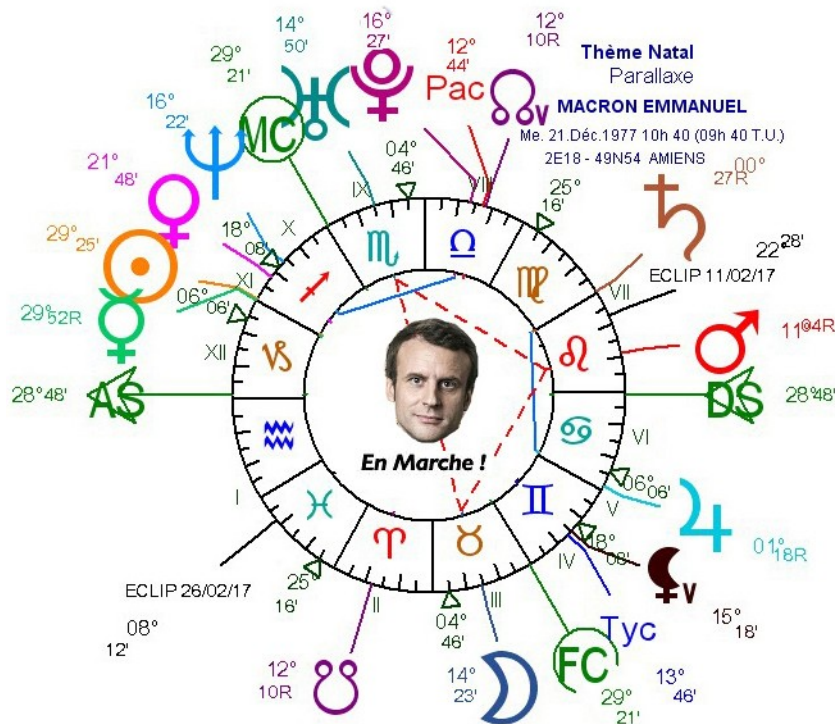 Thème Natal
Parallaxe
MACRON EMMANUEL
Me. 21.Déc.1977 10h 40 (09h 40 T.U.)
2E18 - 49N54 AMIENS
14° 50'
16° 27'
12° 44'
Pac
12° 10R
V
29° 21'
MC
16° 22'
21° 48'
29° 25'
29° 52R
04° 46'
IX
VIII
25° 16'
00° 27R
22° 28'
ECLIP 11/02/17
VII
X
18° 08'
XI
06° 06'
XII
28° 48'
AS
DS
28° 48'
VI
06° 06'
V
01° 18R
En Marche !
I
18° 08'
IV
V
15° 18'
ECLIP 26/02/17
08° 12'
25° 16'
II
04° 46'
III
Tyc
13° 46'
FC
29° 21'
12° 10R
14° 23'